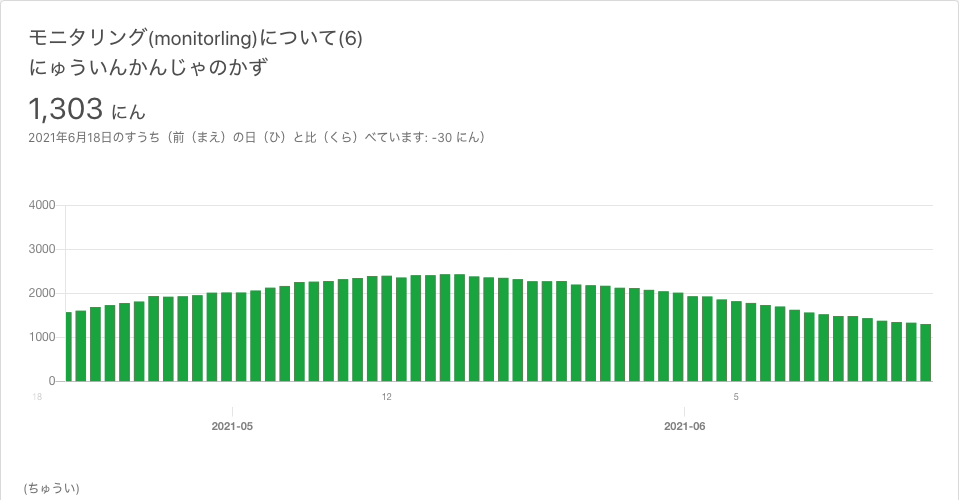 モニタリング(monitorling)について(6)
にゅういんかんじゃのかず
1,303 にん
2021年6月18日のすうち（前（まえ）の日（ひ）と比（くら）べています: -30 にん）
4000
3000
2000
1000
0
18 12 5
2021-05 2021-06
(ちゅうい)